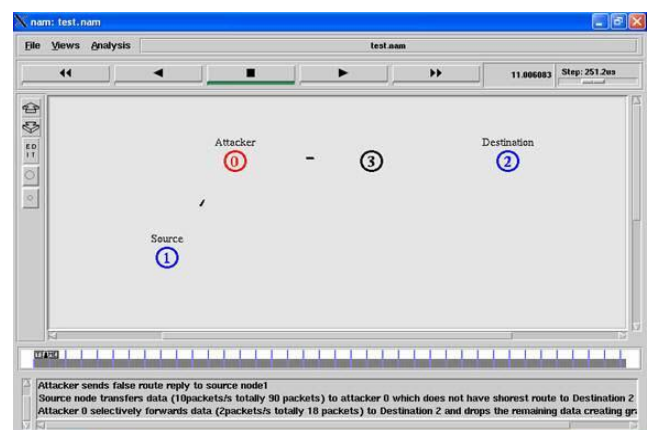 nam: test.nam
File Views Analysis test.nam
11.006083 Step: 251.2us
ED
IT
Attacker Destination
0 3 2
Source
1
Attacker sends false route reply to source node1
Source node transfers data (10packets/s totally 90 packets) to attacker 0 which does not have shorest route to Destination 2
Attacker 0 selectively forwards data (2packets/s totally 18 packets) to Destination 2 and drops the remaining data creating gr